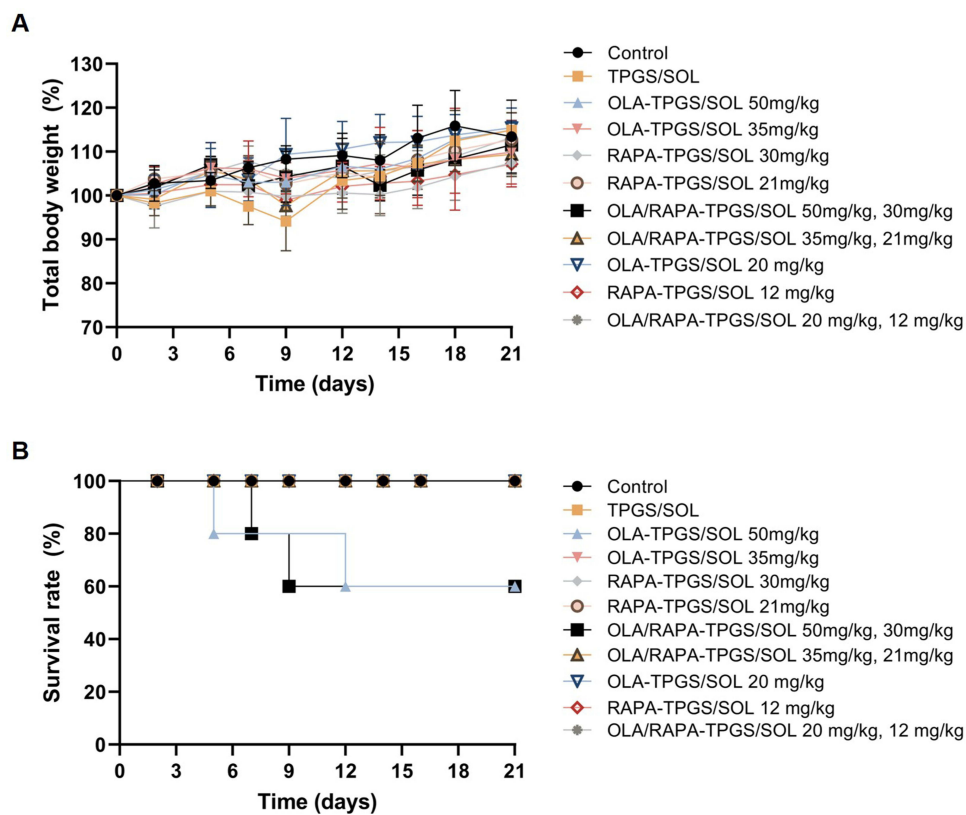 A
Total body weight (%)
130
120
110
100
90
80
70
0 3 6 9 12 15 18 21
Time (days)
Control
TPGS/SOL
OLA-TPGS/SOL 50mg/kg
OLA-TPGS/SOL 35mg/kg
RAPA-TPGS/SOL 30mg/kg
RAPA-TPGS/SOL 21mg/kg
OLA/RAPA-TPGS/SOL 50mg/kg, 30mg/kg
OLA/RAPA-TPGS/SOL 35mg/kg, 21mg/kg
OLA-TPGS/SOL 20 mg/kg
RAPA-TPGS/SOL 12 mg/kg
OLA/RAPA-TPGS/SOL 20 mg/kg, 12 mg/kg
B
Survival rate (%)
100
80
60
40
20
0
0 3 6 9 12 15 18 21
Time (days)
Control
TPGS/SOL
OLA-TPGS/SOL 50mg/kg
OLA-TPGS/SOL 35mg/kg
RAPA-TPGS/SOL 30mg/kg
RAPA-TPGS/SOL 21mg/kg
OLA/RAPA-TPGS/SOL 50mg/kg, 30mg/kg
OLA/RAPA-TPGS/SOL 35mg/kg, 21mg/kg
OLA-TPGS/SOL 20 mg/kg
RAPA-TPGS/SOL 12 mg/kg
OLA/RAPA-TPGS/SOL 20 mg/kg, 12 mg/kg